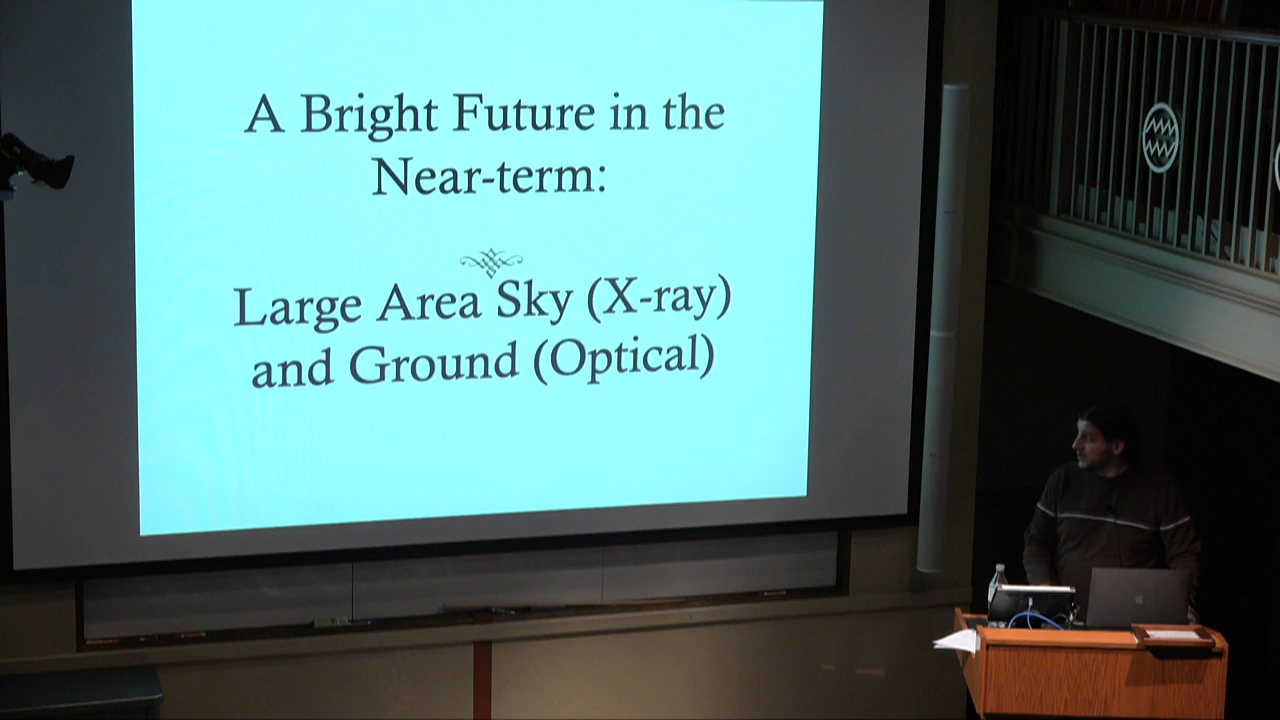 A Bright Future in the
Near-term:
Large Area Sky (X-ray)
and Ground (Optical)